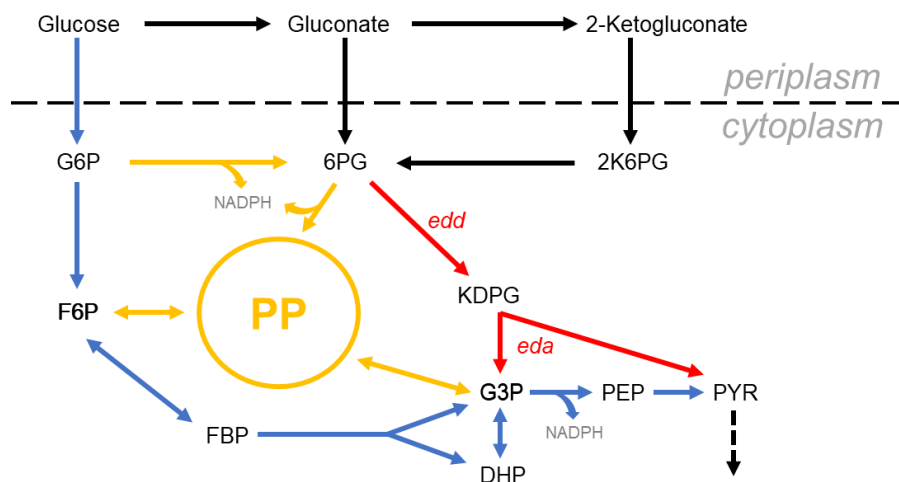 Glucose
Gluconate
2-Ketogluconate
periplasm
cytoplasm
G6P
6PG
2K6PG
NADPH
edd
KDPG
F6P
PP
eda
G3P
PEP
PYR
FBP
NADPH
DHP